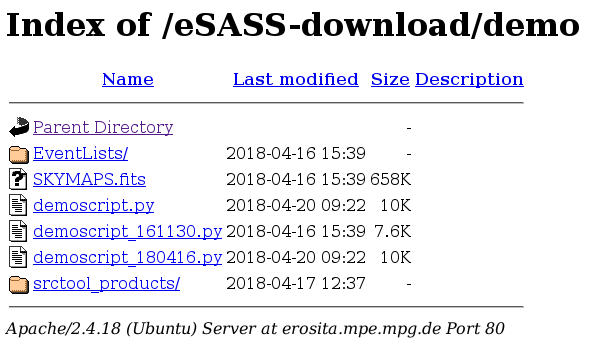 Index of /eSASS-download/demo
Name Last modified Size Description
Parent Directory -
EventLists/ 2018-04-16 15:39 -
SKYMAPS.fits 2018-04-16 15:39 658K
demoscript.py 2018-04-20 09:22 10K
demoscript_161130.py 2018-04-16 15:39 7.6K
demoscript_180416.py 2018-04-20 09:22 10K
srctool_products/ 2018-04-17 12:37 -
Apache/2.4.18 (Ubuntu) Server at erosita.mpe.mpg.de Port 80